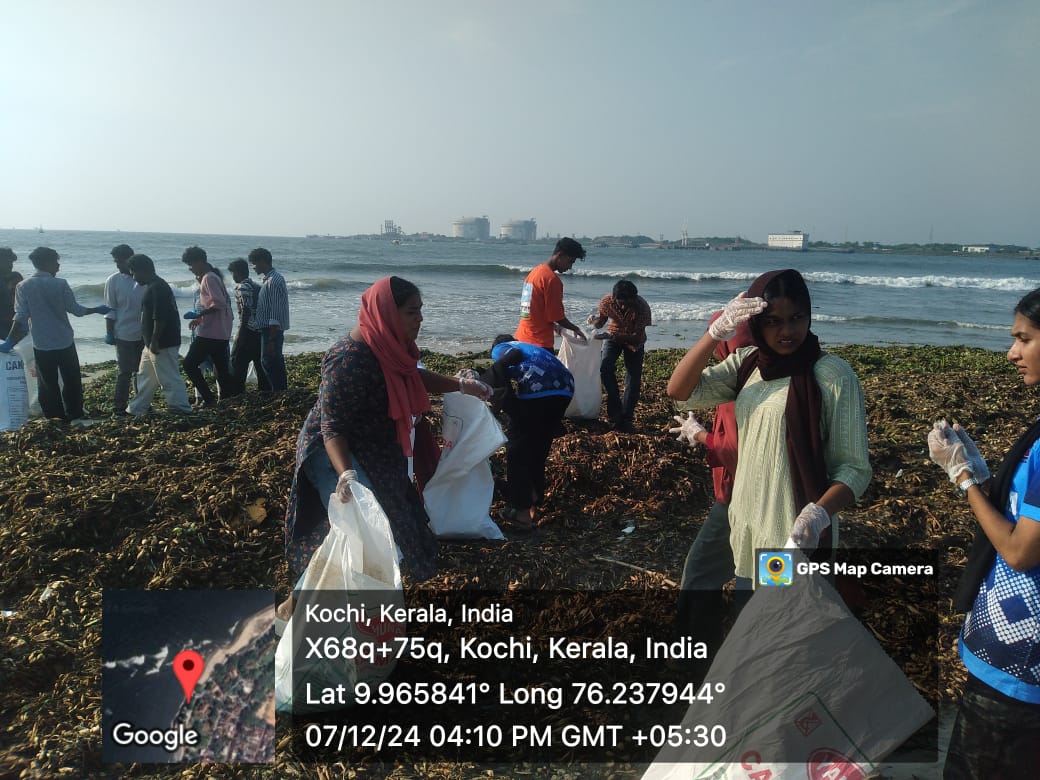 CAN
GPS Map Camera
Kochi, Kerala, India
X68q+75q, Kochi, Kerala, India
Lat 9.965841° Long 76.237944°
07/12/24 04:10 PM GMT +05:30
Google